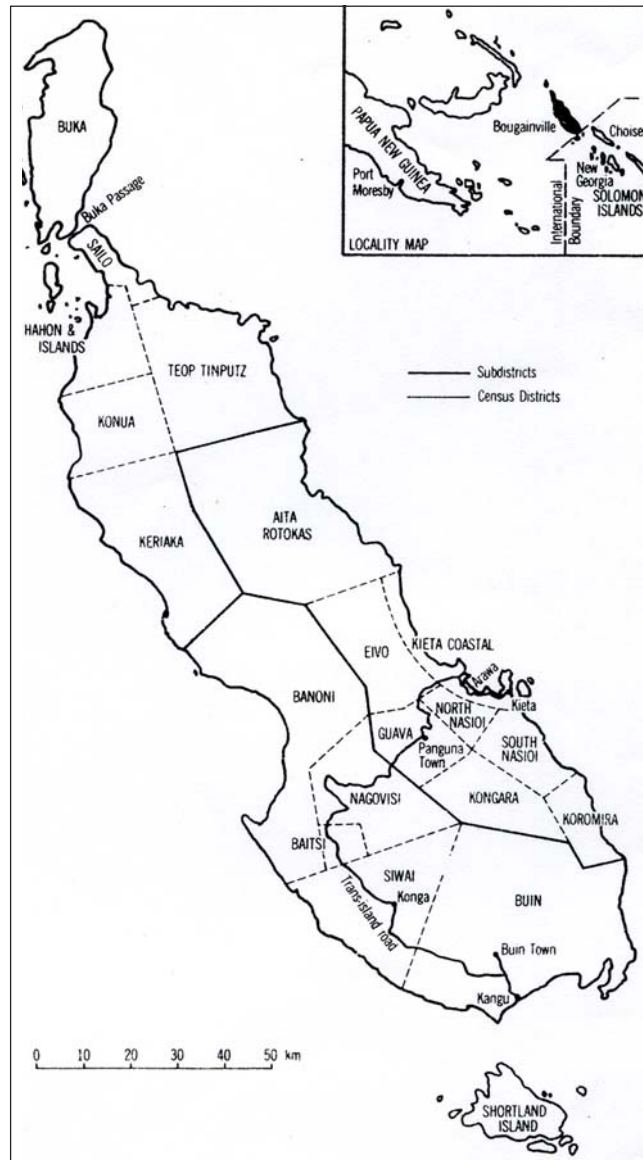 BUKA
Buka Passage
SAILO
HAHON &
ISLANDS
TEOP TINPUTZ
KONUA
KERIAKA
AITA
ROTOKAS
EIVO
KIETA COASTAL
Arawa
Kieta
BANONI
GUAVA
NORTH
NASIOI
Panguna
Town
SOUTH
NASIOI
NAGOVISI
KONGARA
KOROMIRA
BAITSI
SIWAI
Konga
Trans-island road
BUIN
Buin Town
Kangu
0 10 20 30 40 50 km
SHORTLAND
ISLAND
Subdistricts
Census Districts
PAPUA NEW GUINEA
Port
Moresby
Bougainville
Choise
New
Georgia
SOLOMON
ISLANDS
International
Boundary
LOCALITY MAP